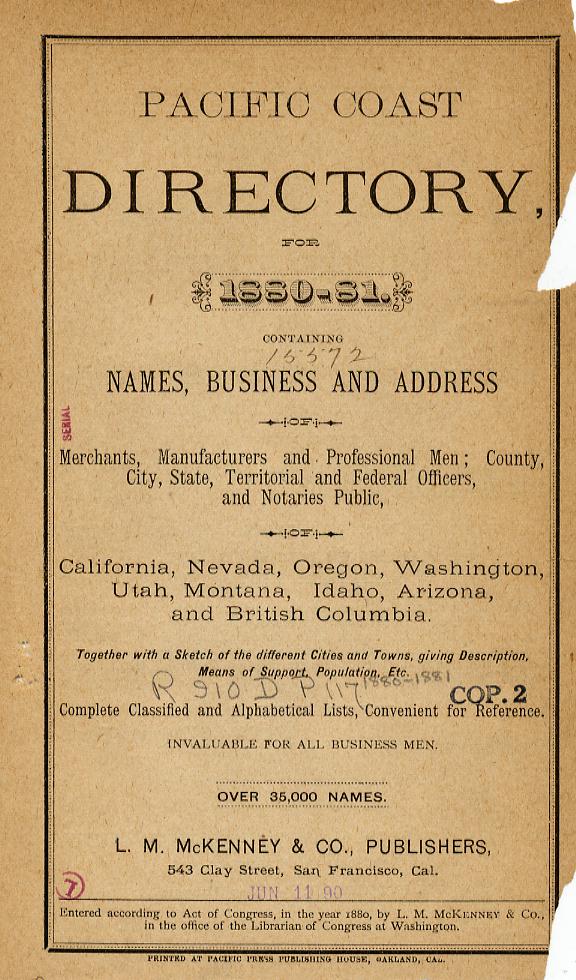 PACIFIC COAST
DIRECTORY,
FOR
1880-81.
CONTAINING
15572
NAMES, BUSINESS AND ADDRESS
OF
SERIAL
Merchants, Manufacturers and Professional Men; County,
City, State, Territorial and Federal Officers,
and Notaries Public,
OF
California, Nevada, Oregon, Washington,
Utah, Montana, Idaho, Arizona,
and British Columbia.
Together with a Sketch of the different Cities and Towns, giving Description,
Means of Support, Population, Etc.
R 910 D P117 1880-1881
COP. 2
Complete Classified and Alphabetical Lists, Convenient for Reference.
INVALUABLE FOR ALL BUSINESS MEN.
OVER 35,000 NAMES.
L. M. McKENNEY & CO., PUBLISHERS,
543 Clay Street, San Francisco, Cal.
7
JUN 11 90
Entered according to Act of Congress, in the year 1880, by L. M. McKENNEY & Co.,
in the office of the Librarian of Congress at Washington.
PRINTED AT PACIFIC PRESS PUBLISHING HOUSE, OAKLAND, CAL.